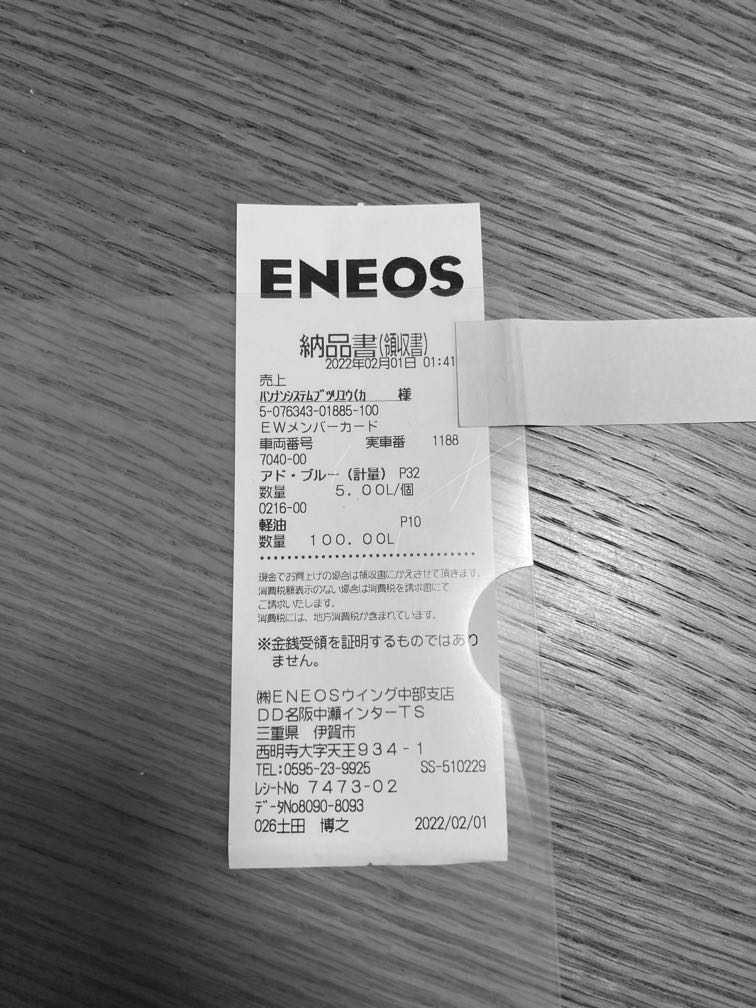 ENEOS
納品書(領収書)
2022年02月01日 01:41
売上
ハンナンシステムブツリユウ(カ 様
5-076343-01885-100
EWメンバーカード
車両番号 実車番 1188
7040-00
アド・ブルー(計量) P32
数量 5.00L/個
0216-00
軽油 P10
数量 100.00L
現金でお買上げの場合は領収書にかえさせて頂きます。
消費税額表示のない場合は消費税を請求書にて
ご請求いたします。
消費税には、地方消費税が含まれています。
※金銭受領を証明するものではあり
ません。
㈱ENEOSウイング中部支店
DD名阪中瀬インターTS
三重県 伊賀市
西明寺大字天王934-1
TEL:0595-23-9925 SS-510229
レシートNo 7473-02
データNo8090-8093
026土田 博之 2022/02/01